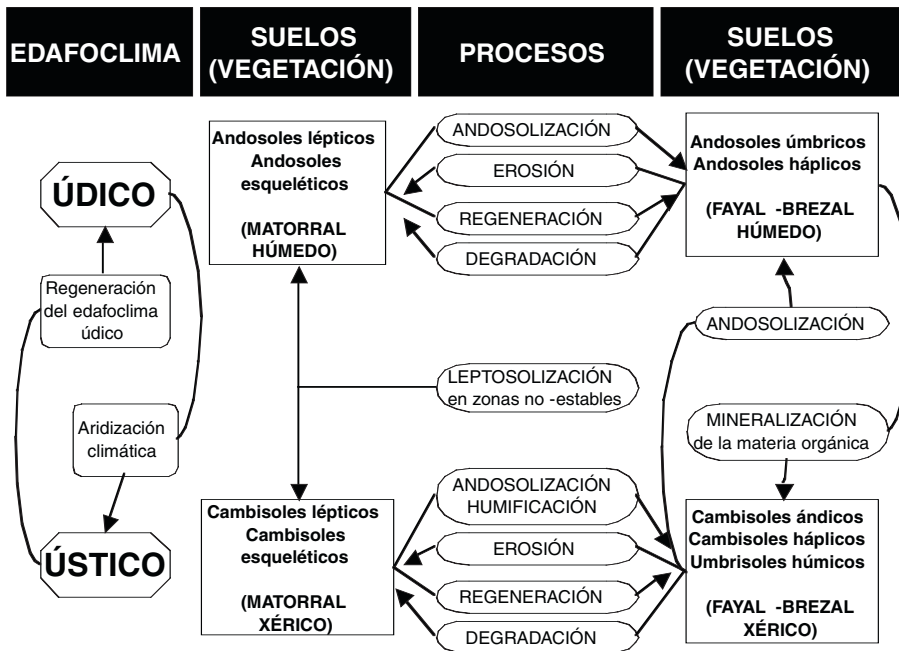 EDAFOCLIMA
SUELOS
(VEGETACIÓN)
PROCESOS
SUELOS
(VEGETACIÓN)
ÚDICO
Regeneración
del edafoclima
údico
Aridización
climática
ÚSTICO
Andosoles lépticos
Andosoles
esqueléticos
(MATORRAL
HÚMEDO)
Cambisoles lépticos
Cambisoles
esqueléticos
(MATORRAL
XÉRICO)
ANDOSOLIZACIÓN
EROSIÓN
REGENERACIÓN
DEGRADACIÓN
LEPTOSOLIZACIÓN
en zonas no -estables
ANDOSOLIZACIÓN
HUMIFICACIÓN
EROSIÓN
REGENERACIÓN
DEGRADACIÓN
Andosoles úmbricos
Andosoles háplicos
(FAYAL -BREZAL
HÚMEDO)
ANDOSOLIZACIÓN
MINERALIZACIÓN
de la materia orgánica
Cambisoles ándicos
Cambisoles háplicos
Umbrisoles húmicos
(FAYAL -BREZAL
XÉRICO)